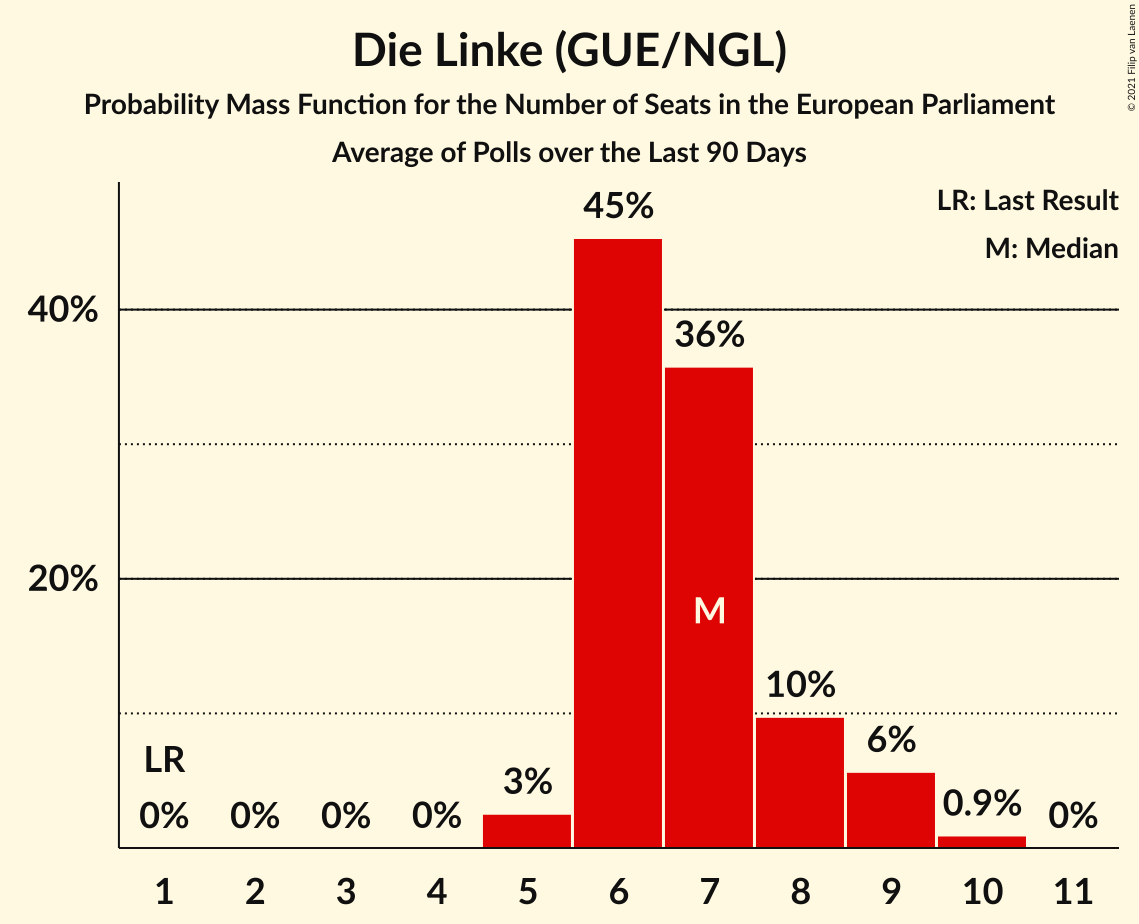 Die Linke (GUE/NGL)
Probability Mass Function for the Number of Seats in the European Parliament
Average of Polls over the Last 90 Days
© 2021 Filip van Laenen
LR: Last Result
M: Median
45%
40%
36%
20%
M
10%
6%
LR
3%
0.9%
0% 0% 0% 0% 0%
1 2 3 4 5 6 7 8 9 10 11